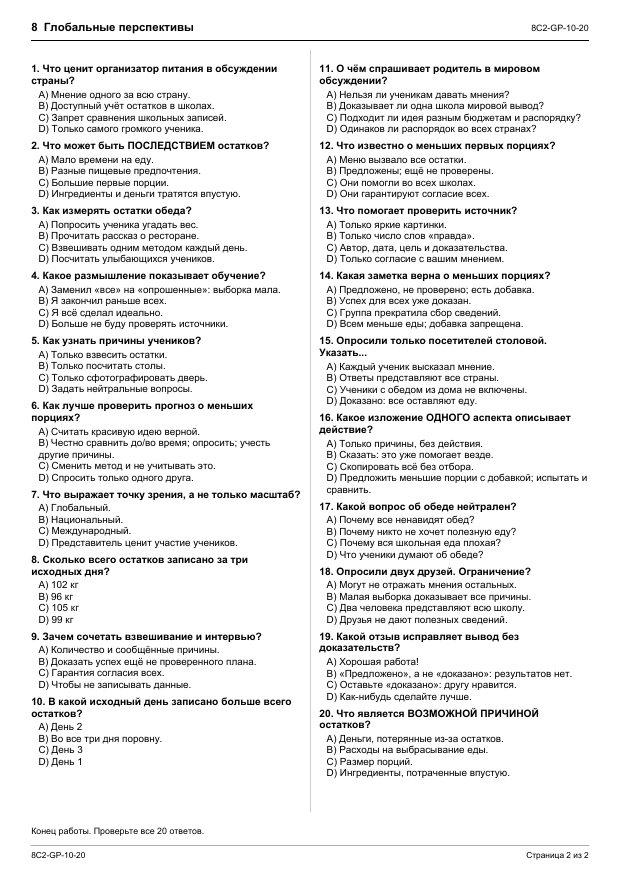 8 Глобальные перспективы
8C2-GP-10-20
1. Что ценит организатор питания в обсуждении
страны?
A) Мнение одного за всю страну.
B) Доступный учёт остатков в школах.
C) Запрет сравнения школьных записей.
D) Только самого громкого ученика.
2. Что может быть ПОСЛЕДСТВИЕМ остатков?
A) Мало времени на еду.
B) Разные пищевые предпочтения.
C) Большие первые порции.
D) Ингредиенты и деньги тратятся впустую.
3. Как измерять остатки обеда?
A) Попросить ученика угадать вес.
B) Прочитать рассказ о ресторане.
C) Взвешивать одним методом каждый день.
D) Посчитать улыбающихся учеников.
4. Какое размышление показывает обучение?
A) Заменил «все» на «опрошенные»: выборка мала.
B) Я закончил раньше всех.
C) Я всё сделал идеально.
D) Больше не буду проверять источники.
5. Как узнать причины учеников?
A) Только взвесить остатки.
B) Только посчитать столы.
C) Только сфотографировать дверь.
D) Задать нейтральные вопросы.
6. Как лучше проверить прогноз о меньших
порциях?
A) Считать красивую идею верной.
B) Честно сравнить до/во время; опросить; учесть
другие причины.
C) Сменить метод и не учитывать это.
D) Спросить только одного друга.
7. Что выражает точку зрения, а не только масштаб?
A) Глобальный.
B) Национальный.
C) Международный.
D) Представитель ценит участие учеников.
8. Сколько всего остатков записано за три
исходных дня?
A) 102 кг
B) 96 кг
C) 105 кг
D) 99 кг
9. Зачем сочетать взвешивание и интервью?
A) Количество и сообщённые причины.
B) Доказать успех ещё не проверенного плана.
C) Гарантия согласия всех.
D) Чтобы не записывать данные.
10. В какой исходный день записано больше всего
остатков?
A) День 2
B) Во все три дня поровну.
C) День 3
D) День 1
11. О чём спрашивает родитель в мировом
обсуждении?
A) Нельзя ли ученикам давать мнения?
B) Доказывает ли одна школа мировой вывод?
C) Подходит ли идея разным бюджетам и распорядку?
D) Одинаков ли распорядок во всех странах?
12. Что известно о меньших первых порциях?
A) Меню вызвало все остатки.
B) Предложены; ещё не проверены.
C) Они помогли во всех школах.
D) Они гарантируют согласие всех.
13. Что помогает проверить источник?
A) Только яркие картинки.
B) Только число слов «правда».
C) Автор, дата, цель и доказательства.
D) Только согласие с вашим мнением.
14. Какая заметка верна о меньших порциях?
A) Предложено, не проверено; есть добавка.
B) Успех для всех уже доказан.
C) Группа прекратила сбор сведений.
D) Всем меньше еды; добавка запрещена.
15. Опросили только посетителей столовой.
Указать...
A) Каждый ученик высказал мнение.
B) Ответы представляют все страны.
C) Ученики с обедом из дома не включены.
D) Доказано: все оставляют еду.
16. Какое изложение ОДНОГО аспекта описывает
действие?
A) Только причины, без действия.
B) Сказать: это уже помогает везде.
C) Скопировать всё без отбора.
D) Предложить меньшие порции с добавкой; испытать и
сравнить.
17. Какой вопрос об обеде нейтрален?
A) Почему все ненавидят обед?
B) Почему никто не хочет полезную еду?
C) Почему вся школьная еда плохая?
D) Что ученики думают об обеде?
18. Опросили двух друзей. Ограничение?
A) Могут не отражать мнения остальных.
B) Малая выборка доказывает все причины.
C) Два человека представляют всю школу.
D) Друзья не дают полезных сведений.
19. Какой отзыв исправляет вывод без
доказательств?
A) Хорошая работа!
B) «Предложено», а не «доказано»: результатов нет.
C) Оставьте «доказано»: другу нравится.
D) Как-нибудь сделайте лучше.
20. Что является ВОЗМОЖНОЙ ПРИЧИНОЙ
остатков?
A) Деньги, потерянные из-за остатков.
B) Расходы на выбрасывание еды.
C) Размер порций.
D) Ингредиенты, потраченные впустую.
Конец работы. Проверьте все 20 ответов.
8C2-GP-10-20
Страница 2 из 2